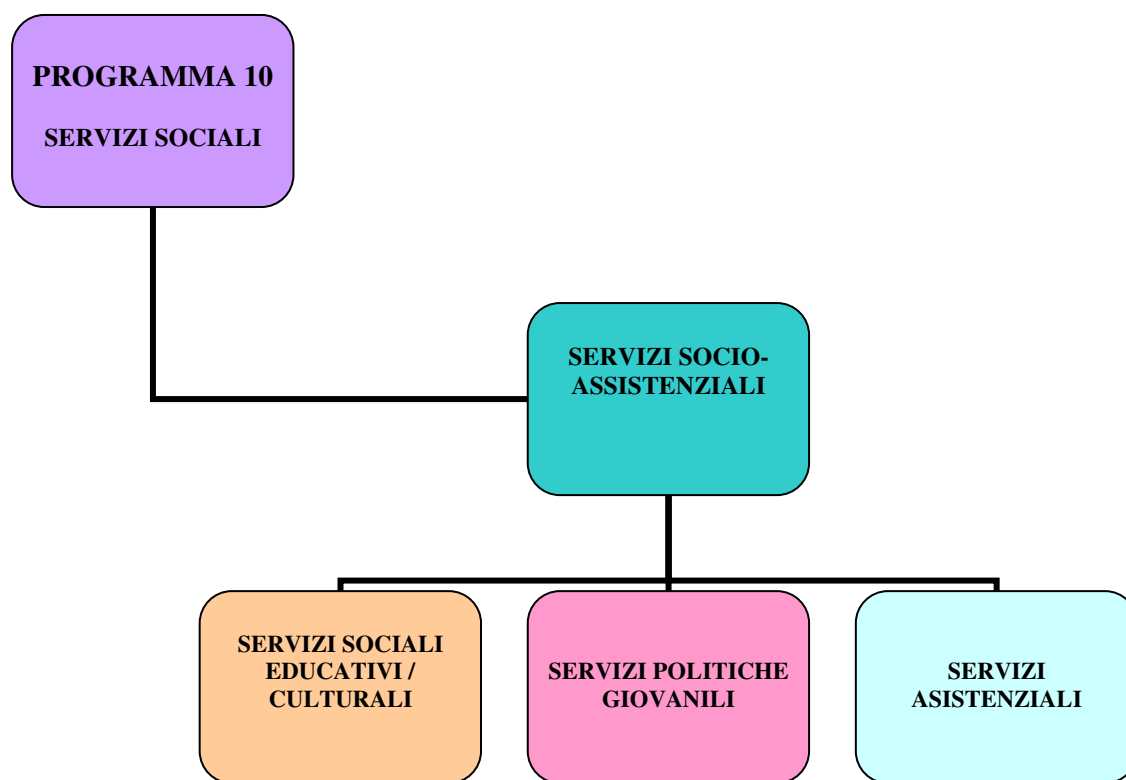 PROGRAMMA 10
SERVIZI SOCIALI
SERVIZI SOCIO-
ASSISTENZIALI
SERVIZI SOCIALI
EDUCATIVI /
CULTURALI
SERVIZI POLITICHE
GIOVANILI
SERVIZI
ASISTENZIALI